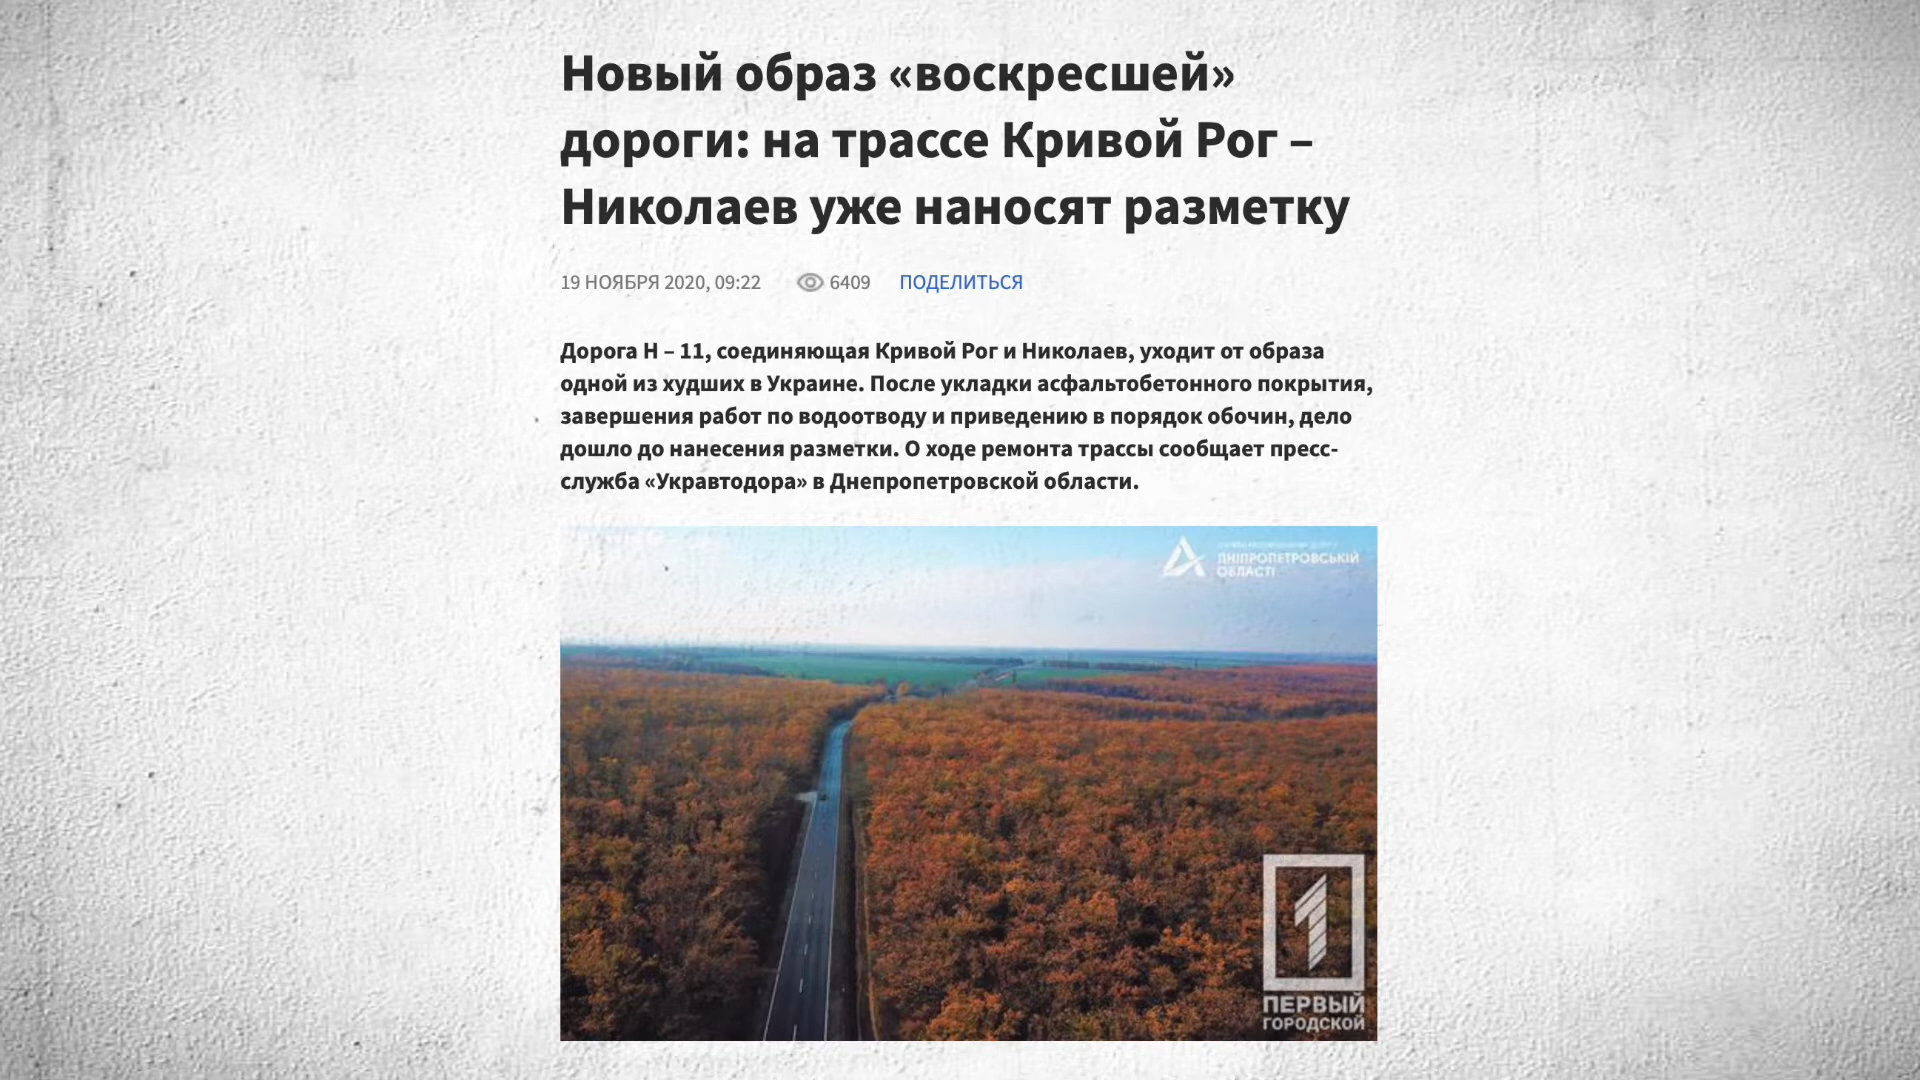 Новый образ «воскресшей»
дороги: на трассе Кривой Рог –
Николаев уже наносят разметку
19 НОЯБРЯ 2020, 09:22 6409 ПОДЕЛИТЬСЯ
Дорога Н – 11, соединяющая Кривой Рог и Николаев, уходит от образа
одной из худших в Украине. После укладки асфальтобетонного покрытия,
завершения работ по водоотводу и приведению в порядок обочин, дело
дошло до нанесения разметки. О ходе ремонта трассы сообщает пресс-
служба «Укравтодора» в Днепропетровской области.
ДНІПРОПЕТРОВСЬКІЙ
ОБЛАСТІ
1
ПЕРВЫЙ
ГОРОДСКОЙ